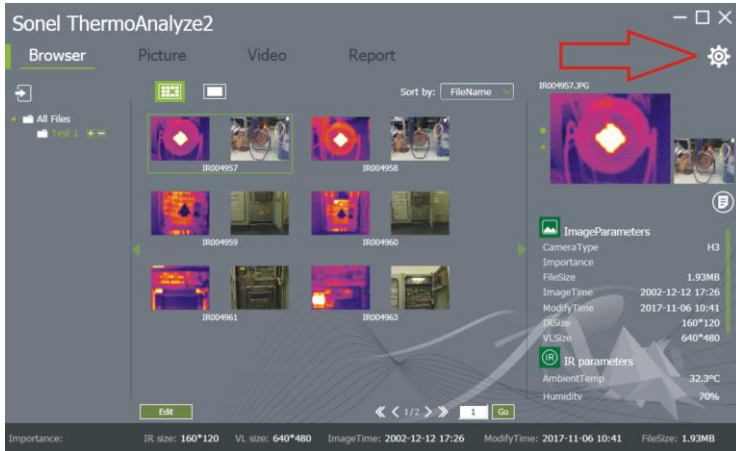 Sonel ThermoAnalyze2
Browser Picture Video Report
Sort by: FileName
IR004957.JPG
All Files
Test 1
IR004957 IR004958
IR004959 IR004960
IR004961 IR004963
ImageParameters
CameraType H3
Importance
FileSize 1.93MB
ImageTime 2002-12-12 17:26
ModifyTime 2017-11-06 10:41
IRSize 160*120
VLSize 640*480
IR IR parameters
AmbientTemp 32.3°C
Humidity 70%
Edit 1/2 1 Go
Importance: IR size: 160*120 VL size: 640*480 ImageTime: 2002-12-12 17:26 ModifyTime: 2017-11-06 10:41 FileSize: 1.93MB